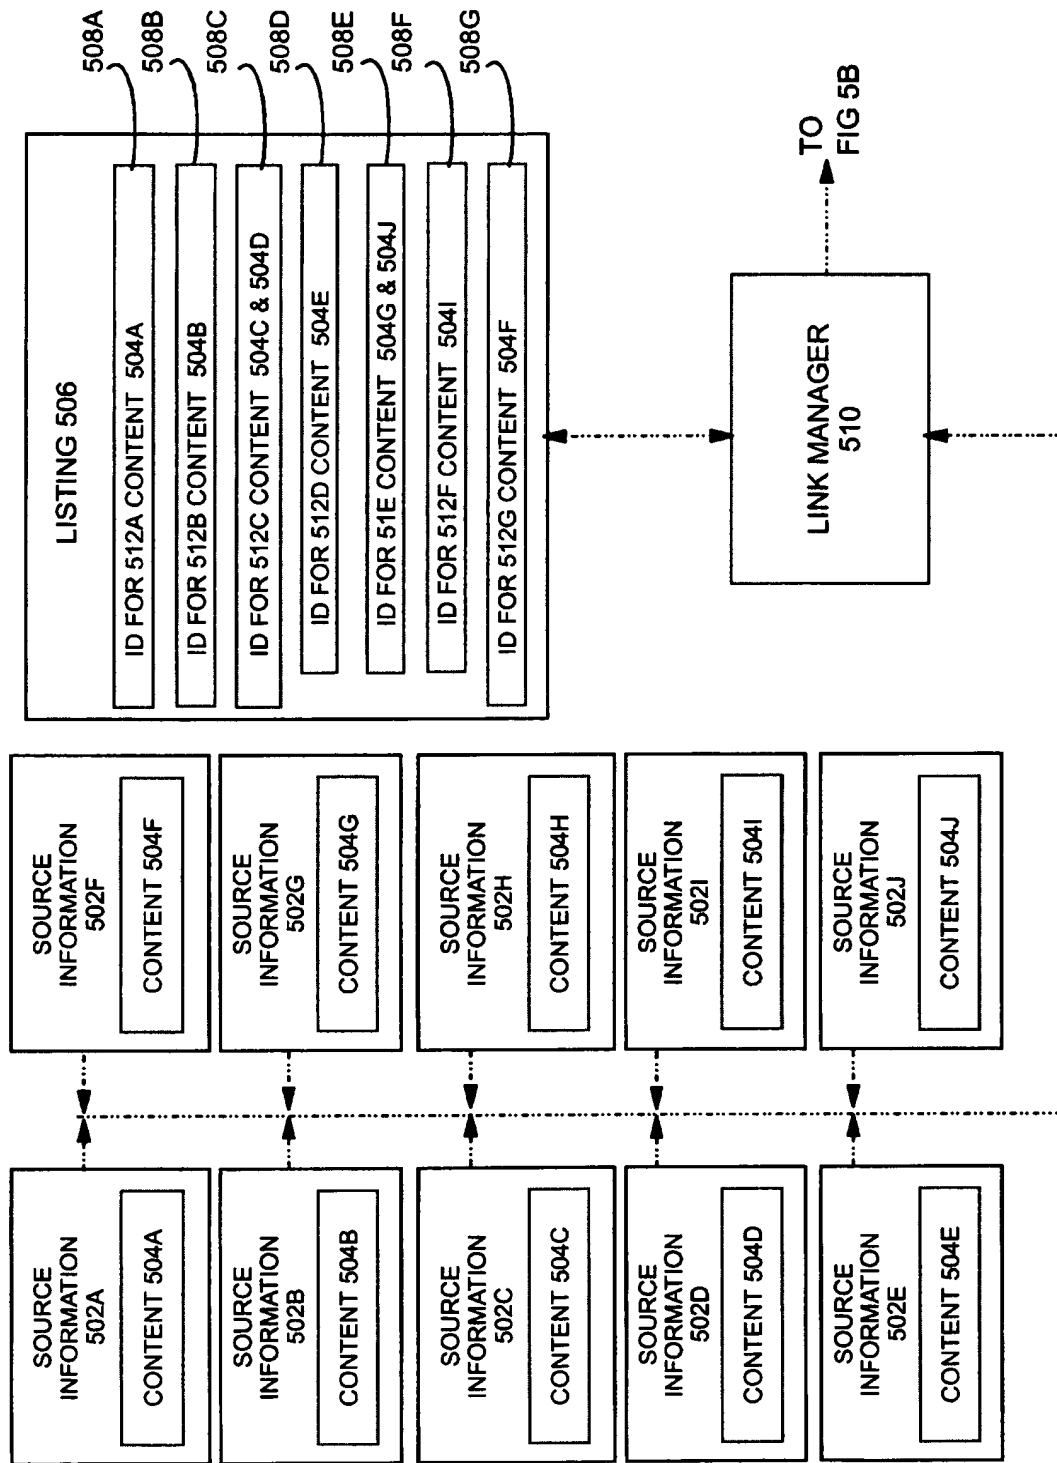 SOURCE
INFORMATION
502A
CONTENT 504A
SOURCE
INFORMATION
502B
CONTENT 504B
SOURCE
INFORMATION
502C
CONTENT 504C
SOURCE
INFORMATION
502D
CONTENT 504D
SOURCE
INFORMATION
502E
CONTENT 504E
SOURCE
INFORMATION
502F
CONTENT 504F
SOURCE
INFORMATION
502G
CONTENT 504G
SOURCE
INFORMATION
502H
CONTENT 504H
SOURCE
INFORMATION
502I
CONTENT 504I
SOURCE
INFORMATION
502J
CONTENT 504J
LISTING 506
ID FOR 512A CONTENT 504A
508A
ID FOR 512B CONTENT 504B
508B
ID FOR 512C CONTENT 504C & 504D
508C
ID FOR 512D CONTENT 504E
508D
ID FOR 51E CONTENT 504G & 504J
508E
ID FOR 512F CONTENT 504I
508F
ID FOR 512G CONTENT 504F
508G
LINK MANAGER
510
TO
FIG 5B